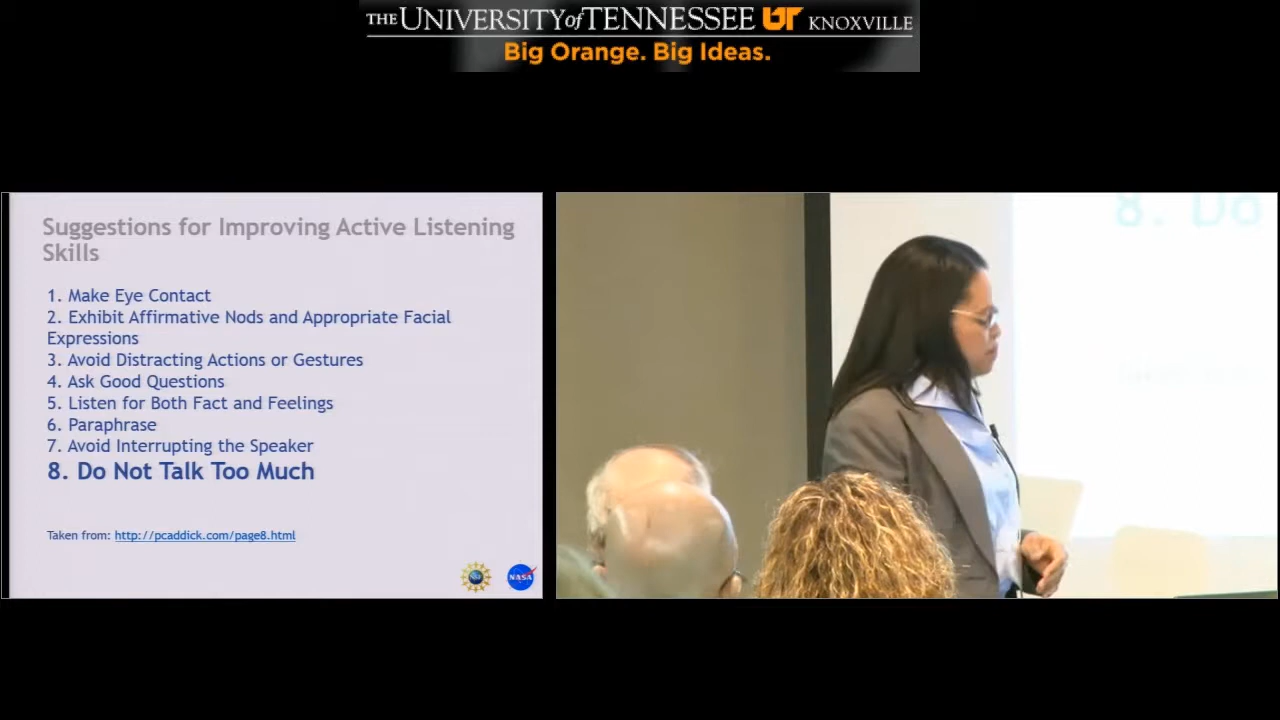 THE UNIVERSITY of TENNESSEE UT KNOXVILLE
Big Orange. Big Ideas.
Suggestions for Improving Active Listening
Skills
1. Make Eye Contact
2. Exhibit Affirmative Nods and Appropriate Facial
Expressions
3. Avoid Distracting Actions or Gestures
4. Ask Good Questions
5. Listen for Both Fact and Feelings
6. Paraphrase
7. Avoid Interrupting the Speaker
8. Do Not Talk Too Much
Taken from: http://pcaddick.com/page8.html
NSF
NASA
8. Do